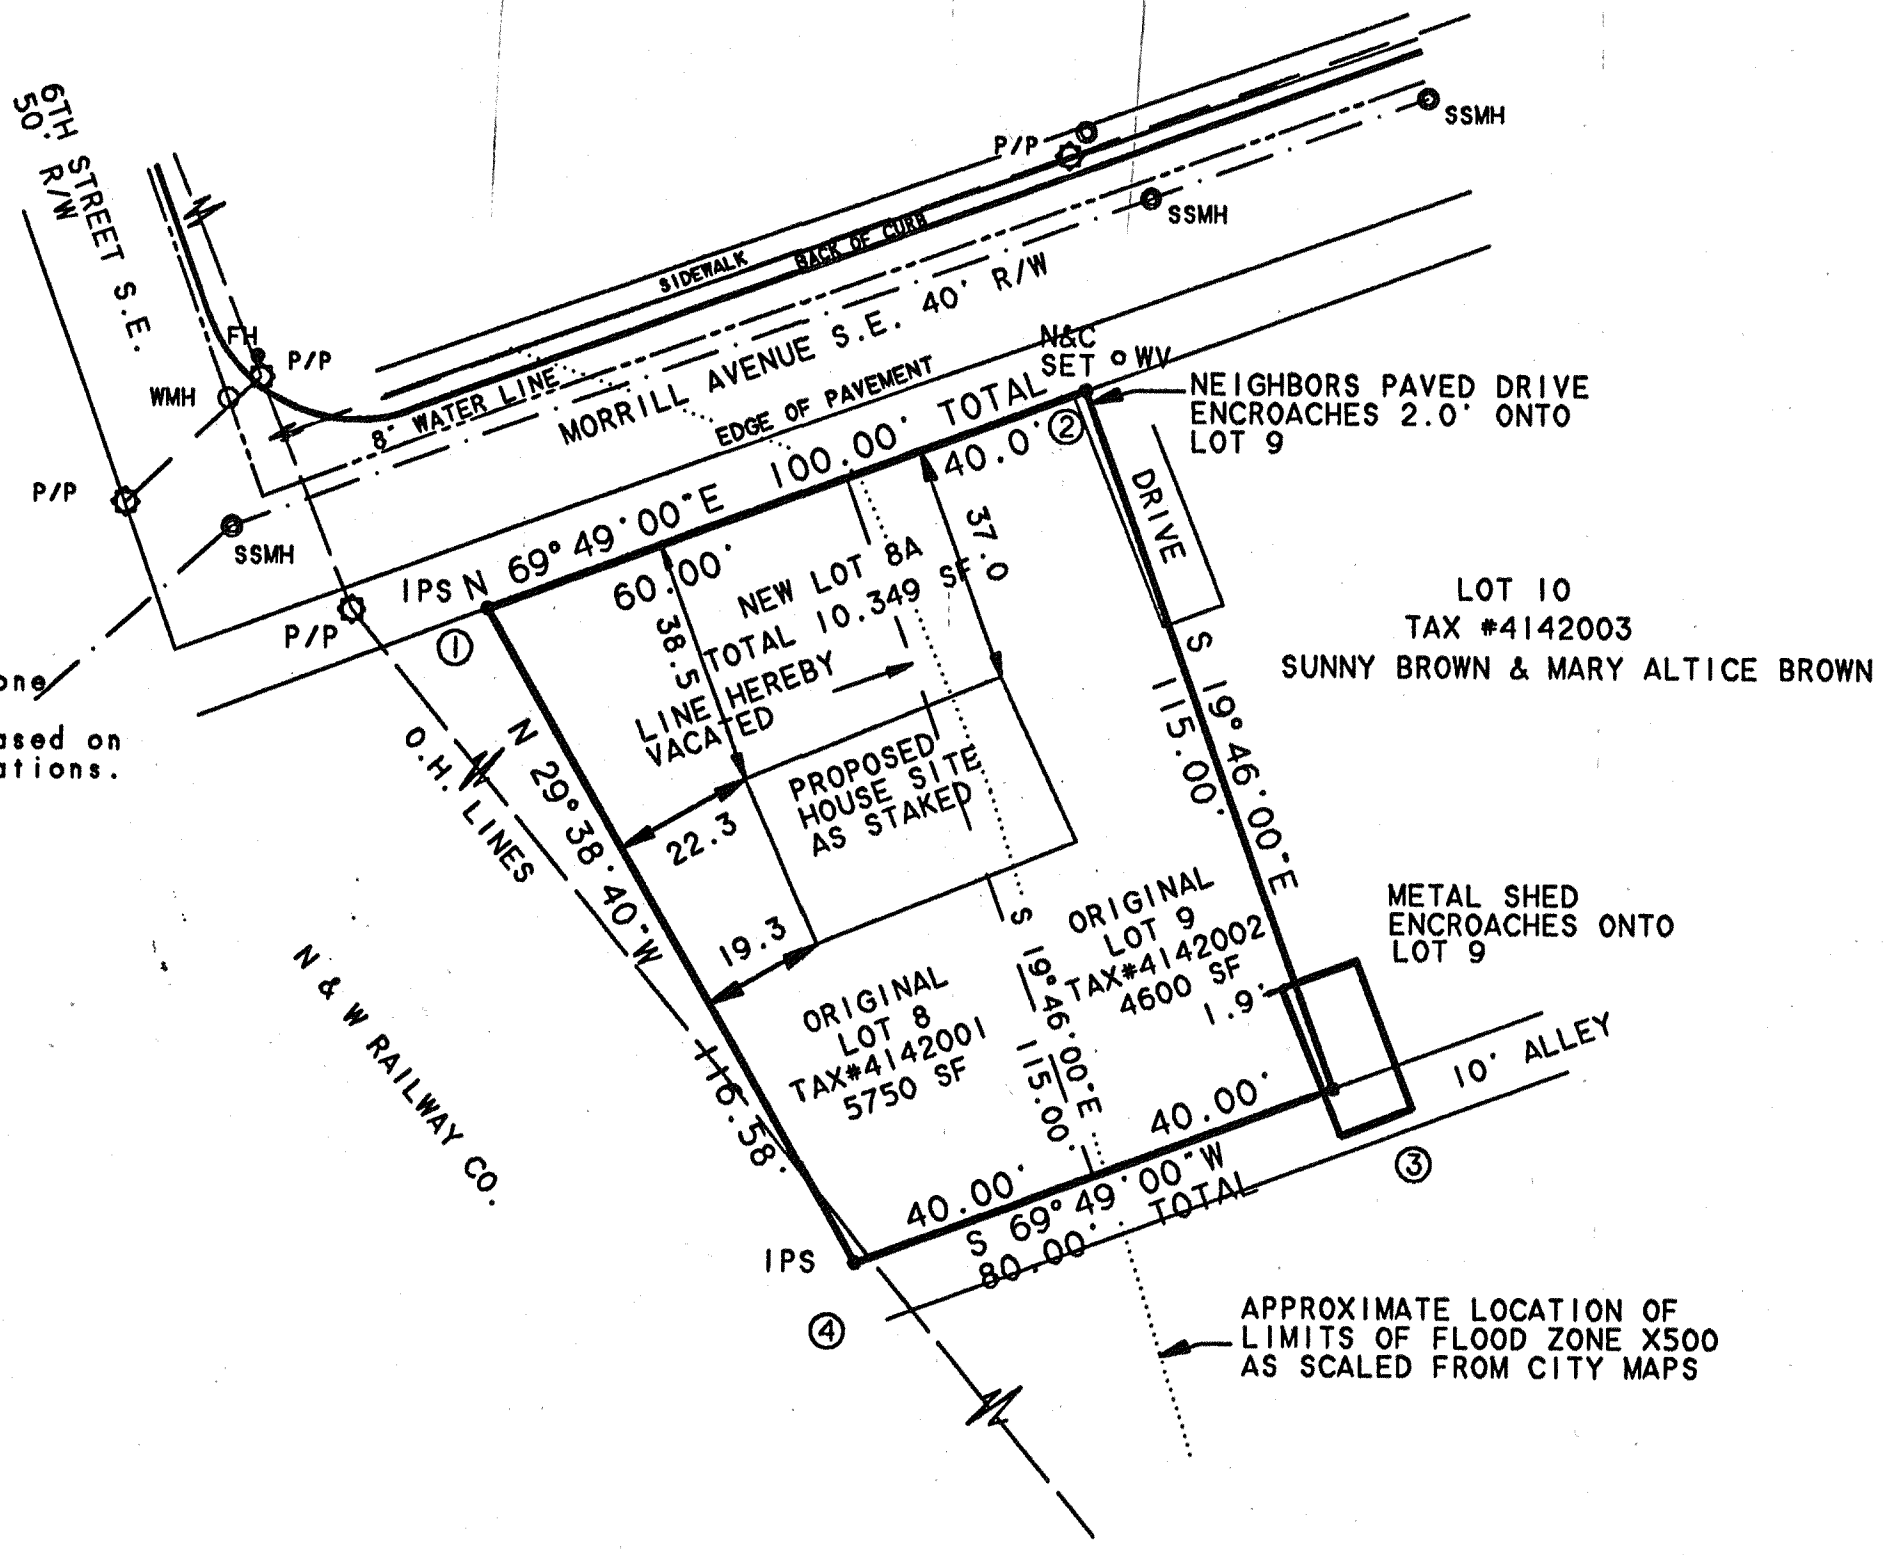 6TH STREET S.E.
50' R/W
P/P
SSMH
SSMH
SIDEWALK
BACK OF CURB
MORRILL AVENUE S.E. 40' R/W
FH
P/P
WMH
8" WATER LINE
EDGE OF PAVEMENT
N&C
SET
WV
NEIGHBORS PAVED DRIVE
ENCROACHES 2.0' ONTO
LOT 9
P/P
SSMH
IPS
N 69°49'00"E 100.00' TOTAL
60.00'
40.0'
2
1
P/P
DRIVE
37.0
38.5
NEW LOT 8A
TOTAL 10.349 SF
LINE HEREBY
VACATED
LOT 10
TAX #4142003
SUNNY BROWN & MARY ALTICE BROWN
one
ased on
ations.
O.H. LINES
N 29°38'40"W
116.58'
S 19°46'00"E
115.00'
PROPOSED
HOUSE SITE
AS STAKED
22.3
19.3
ORIGINAL
LOT 9
TAX#4142002
4600 SF
1.9'
METAL SHED
ENCROACHES ONTO
LOT 9
S 19°46'00"E
115.00'
ORIGINAL
LOT 8
TAX#4142001
5750 SF
N & W RAILWAY CO.
10' ALLEY
40.00'
40.00'
S 69°49'00"W
80.00' TOTAL
3
IPS
4
APPROXIMATE LOCATION OF
LIMITS OF FLOOD ZONE X500
AS SCALED FROM CITY MAPS